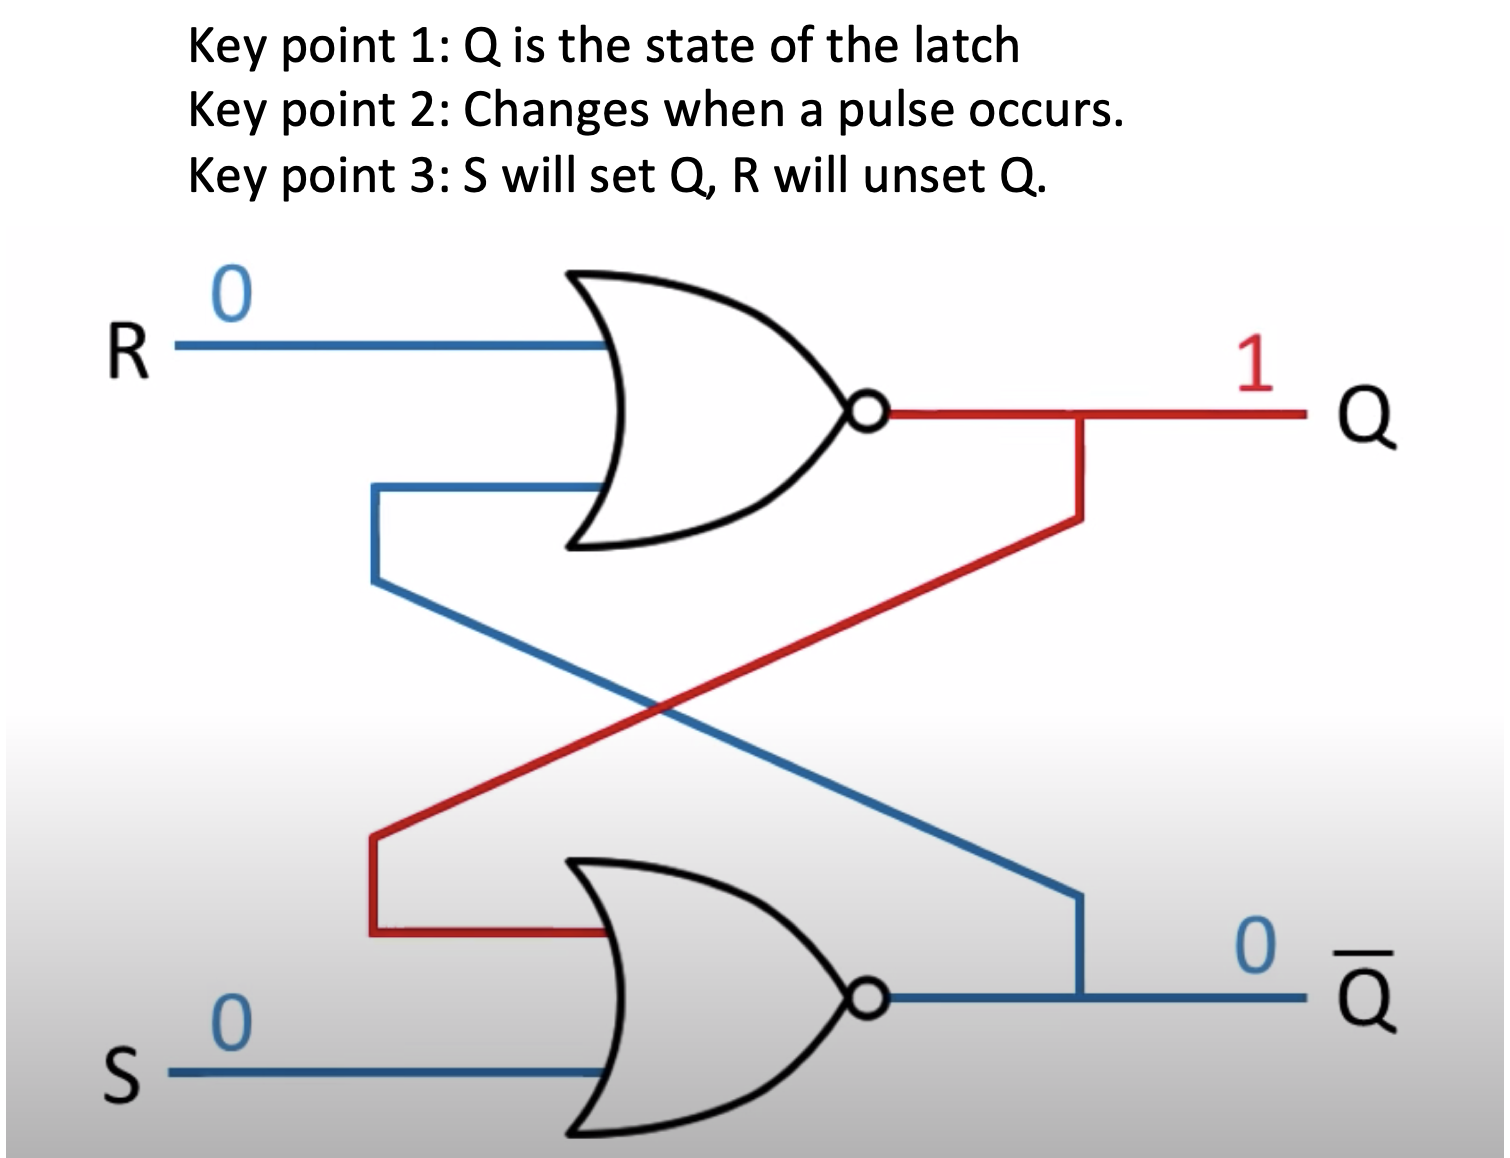 Key point 1: Q is the state of the latch
Key point 2: Changes when a pulse occurs.
Key point 3: S will set Q, R will unset Q.
0
R
1
Q
0
Q̅
0
S